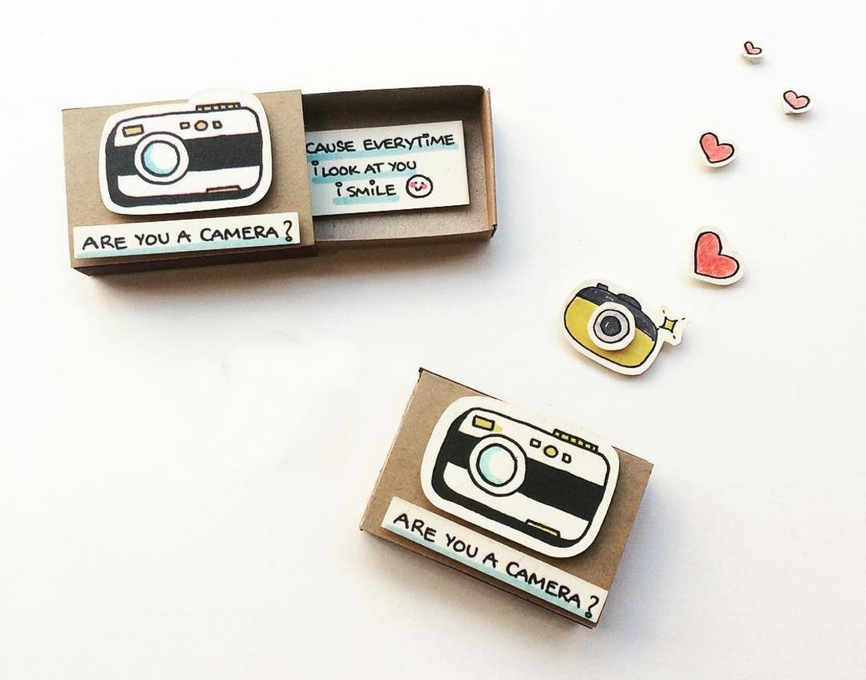 CAUSE EVERYTIME
i LOOK AT YOU
i SMILE
ARE YOU A CAMERA?
ARE YOU A CAMERA?